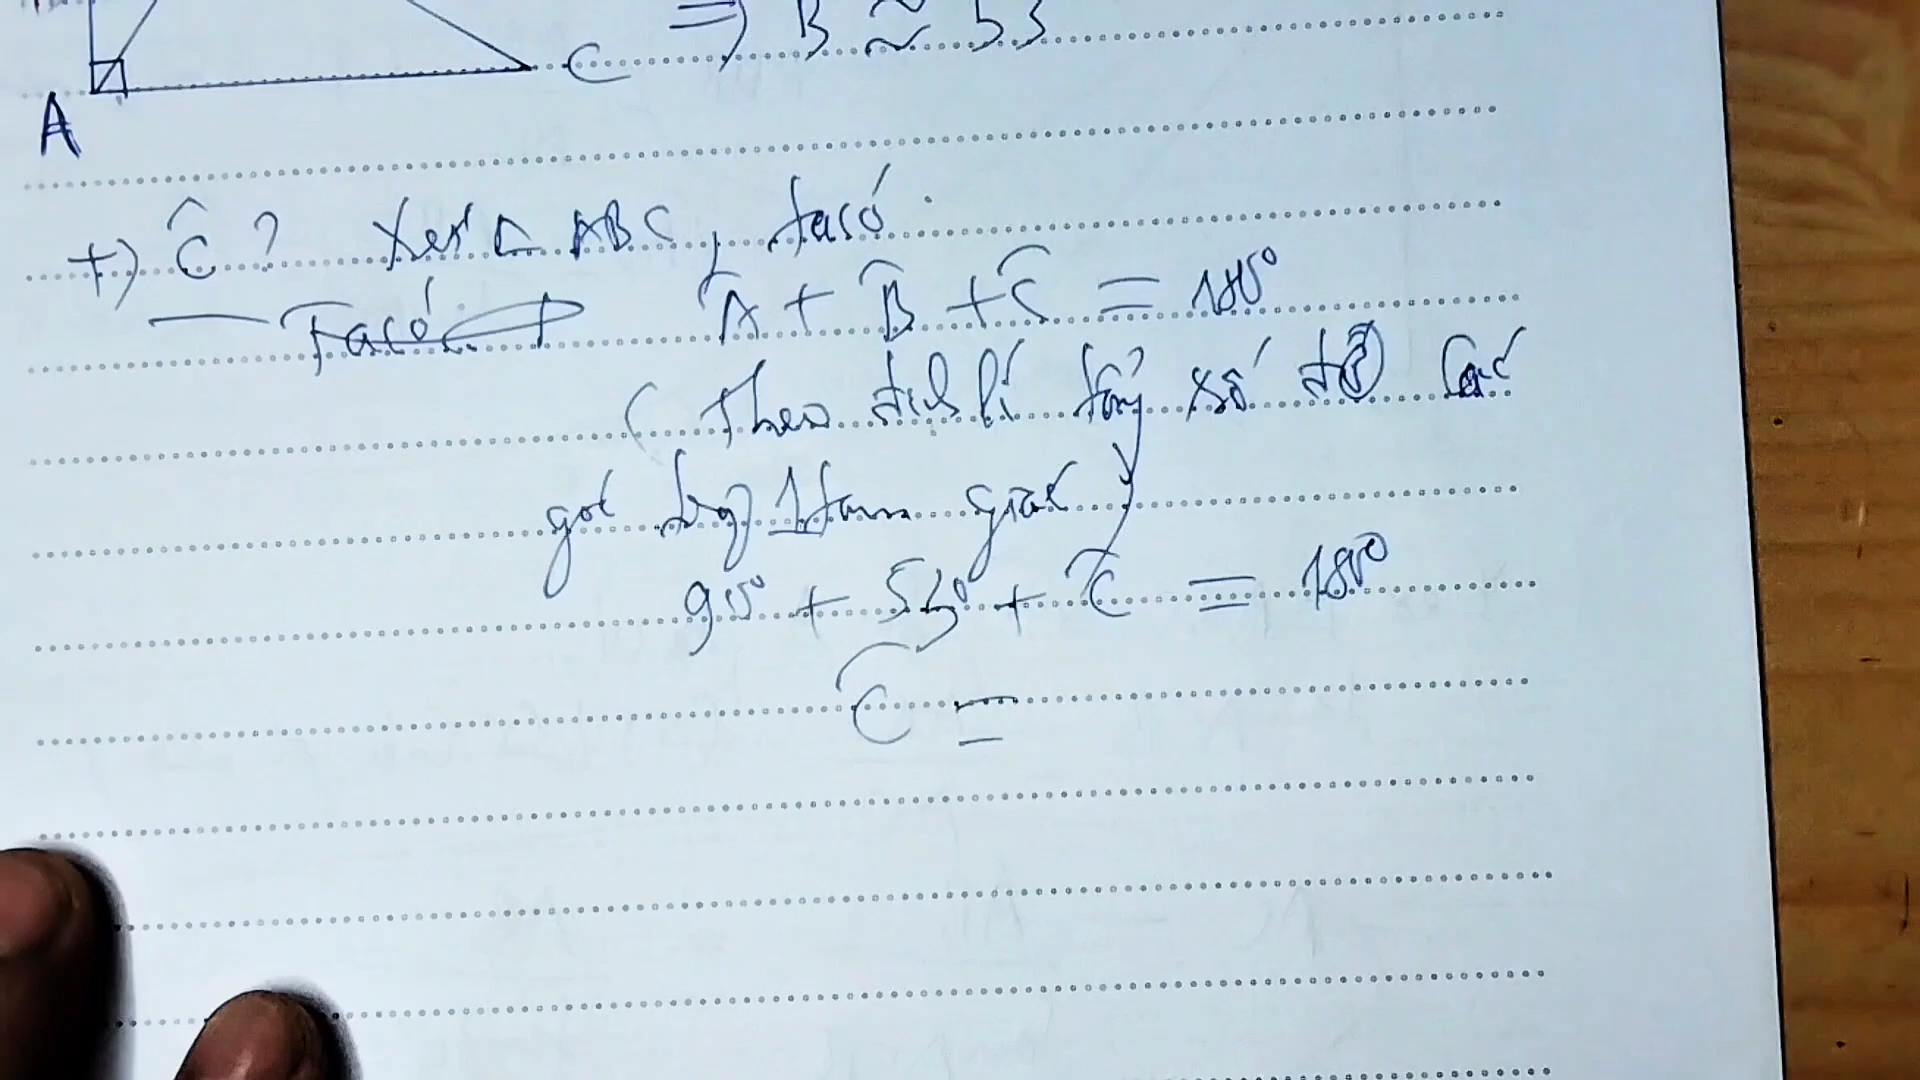 C ⇒ B ≈ 53
A
+) Ĉ? Xét △ ABC, ta có
Ta có Â + B̂ + Ĉ = 180°
( Theo định lí tổng số đo các
góc trong 1 tam giác )
90° + 53° + Ĉ = 180°
Ĉ =